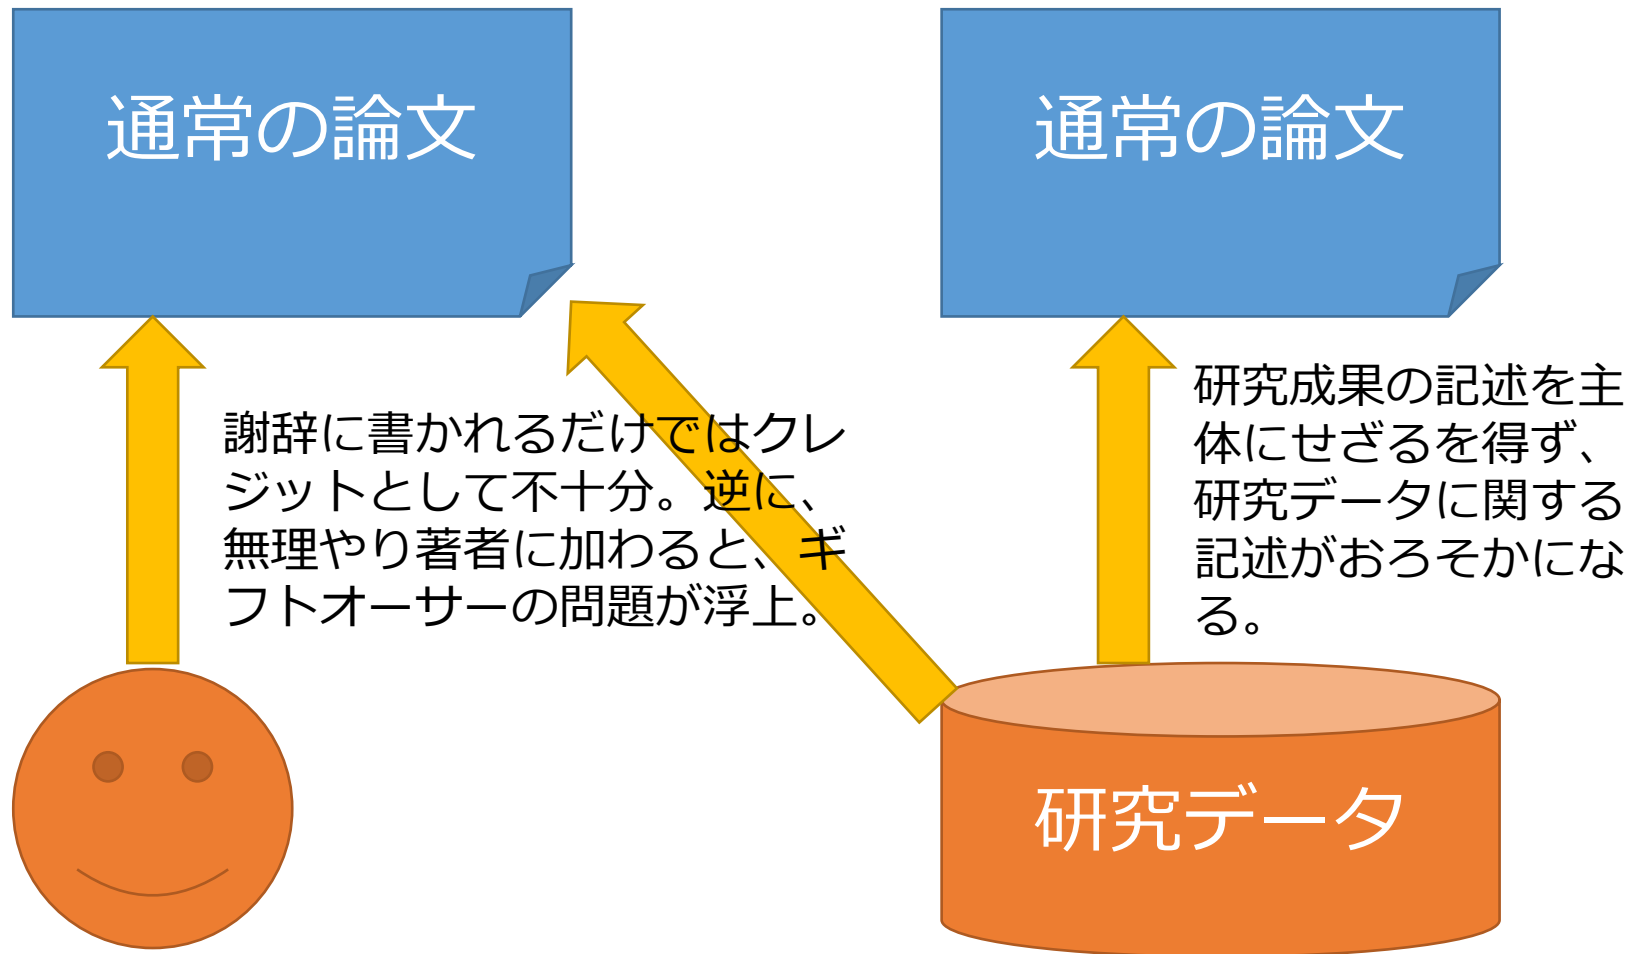 通常の論文
通常の論文
謝辞に書かれるだけではクレ
ジットとして不十分。逆に、
無理やり著者に加わると、ギ
フトオーサーの問題が浮上。
研究成果の記述を主
体にせざるを得ず、
研究データに関する
記述がおろそかにな
る。
研究データ